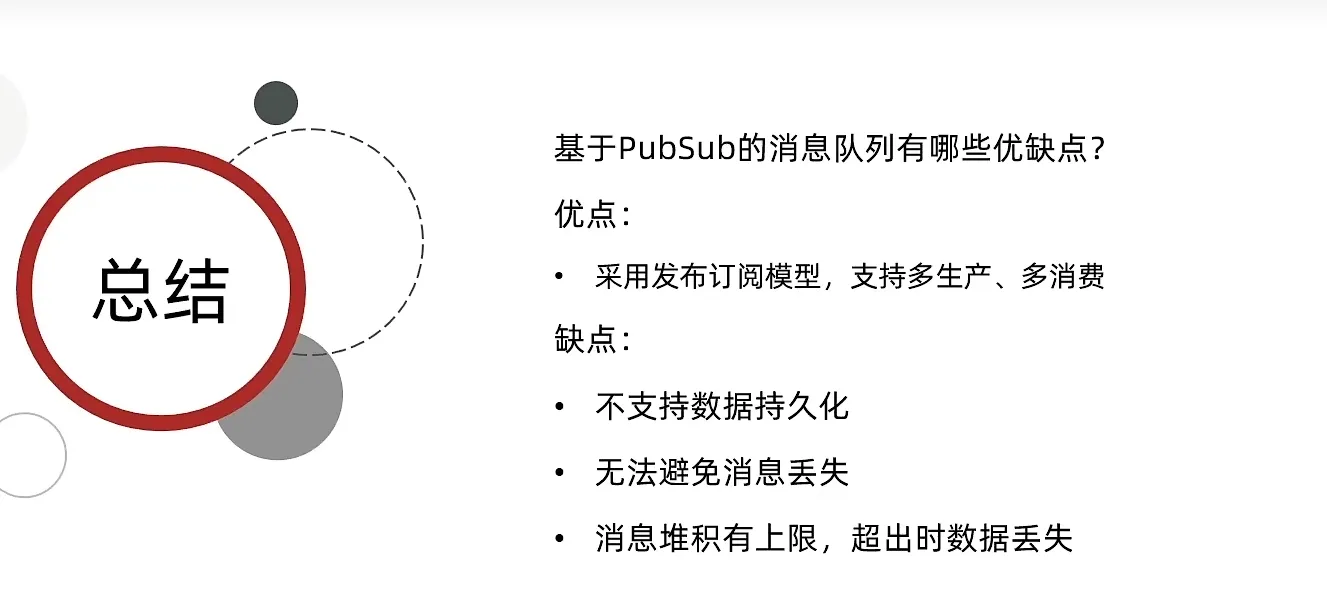 总结
基于PubSub的消息队列有哪些优缺点？
优点：
• 采用发布订阅模型，支持多生产、多消费
缺点：
• 不支持数据持久化
• 无法避免消息丢失
• 消息堆积有上限，超出时数据丢失